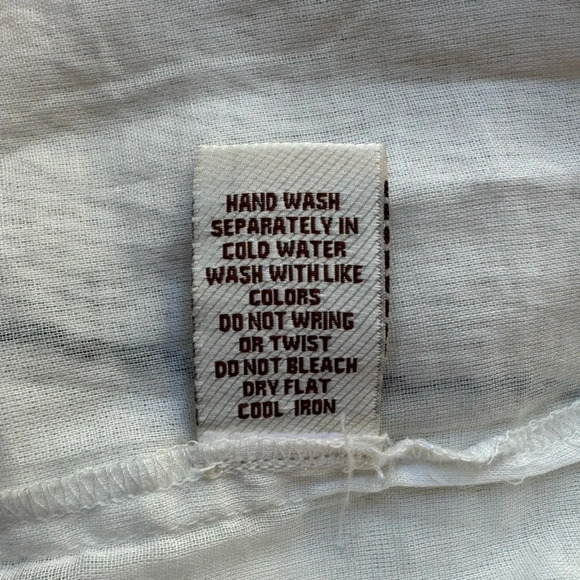 HAND WASH
SEPARATELY IN
COLD WATER
WASH WITH LIKE
COLORS
DO NOT WRING
OR TWIST
DO NOT BLEACH
DRY FLAT
COOL IRON